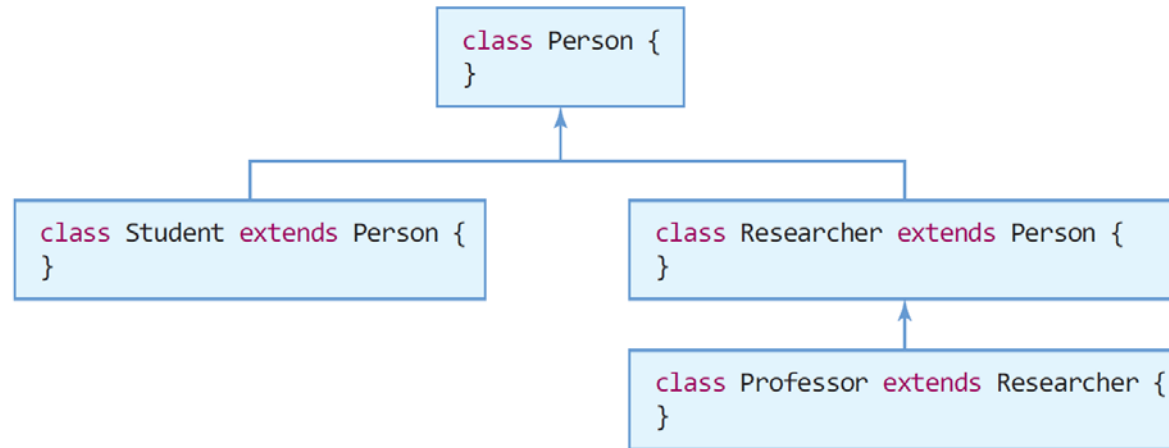 class Person {
}
class Student extends Person {
}
class Researcher extends Person {
}
class Professor extends Researcher {
}